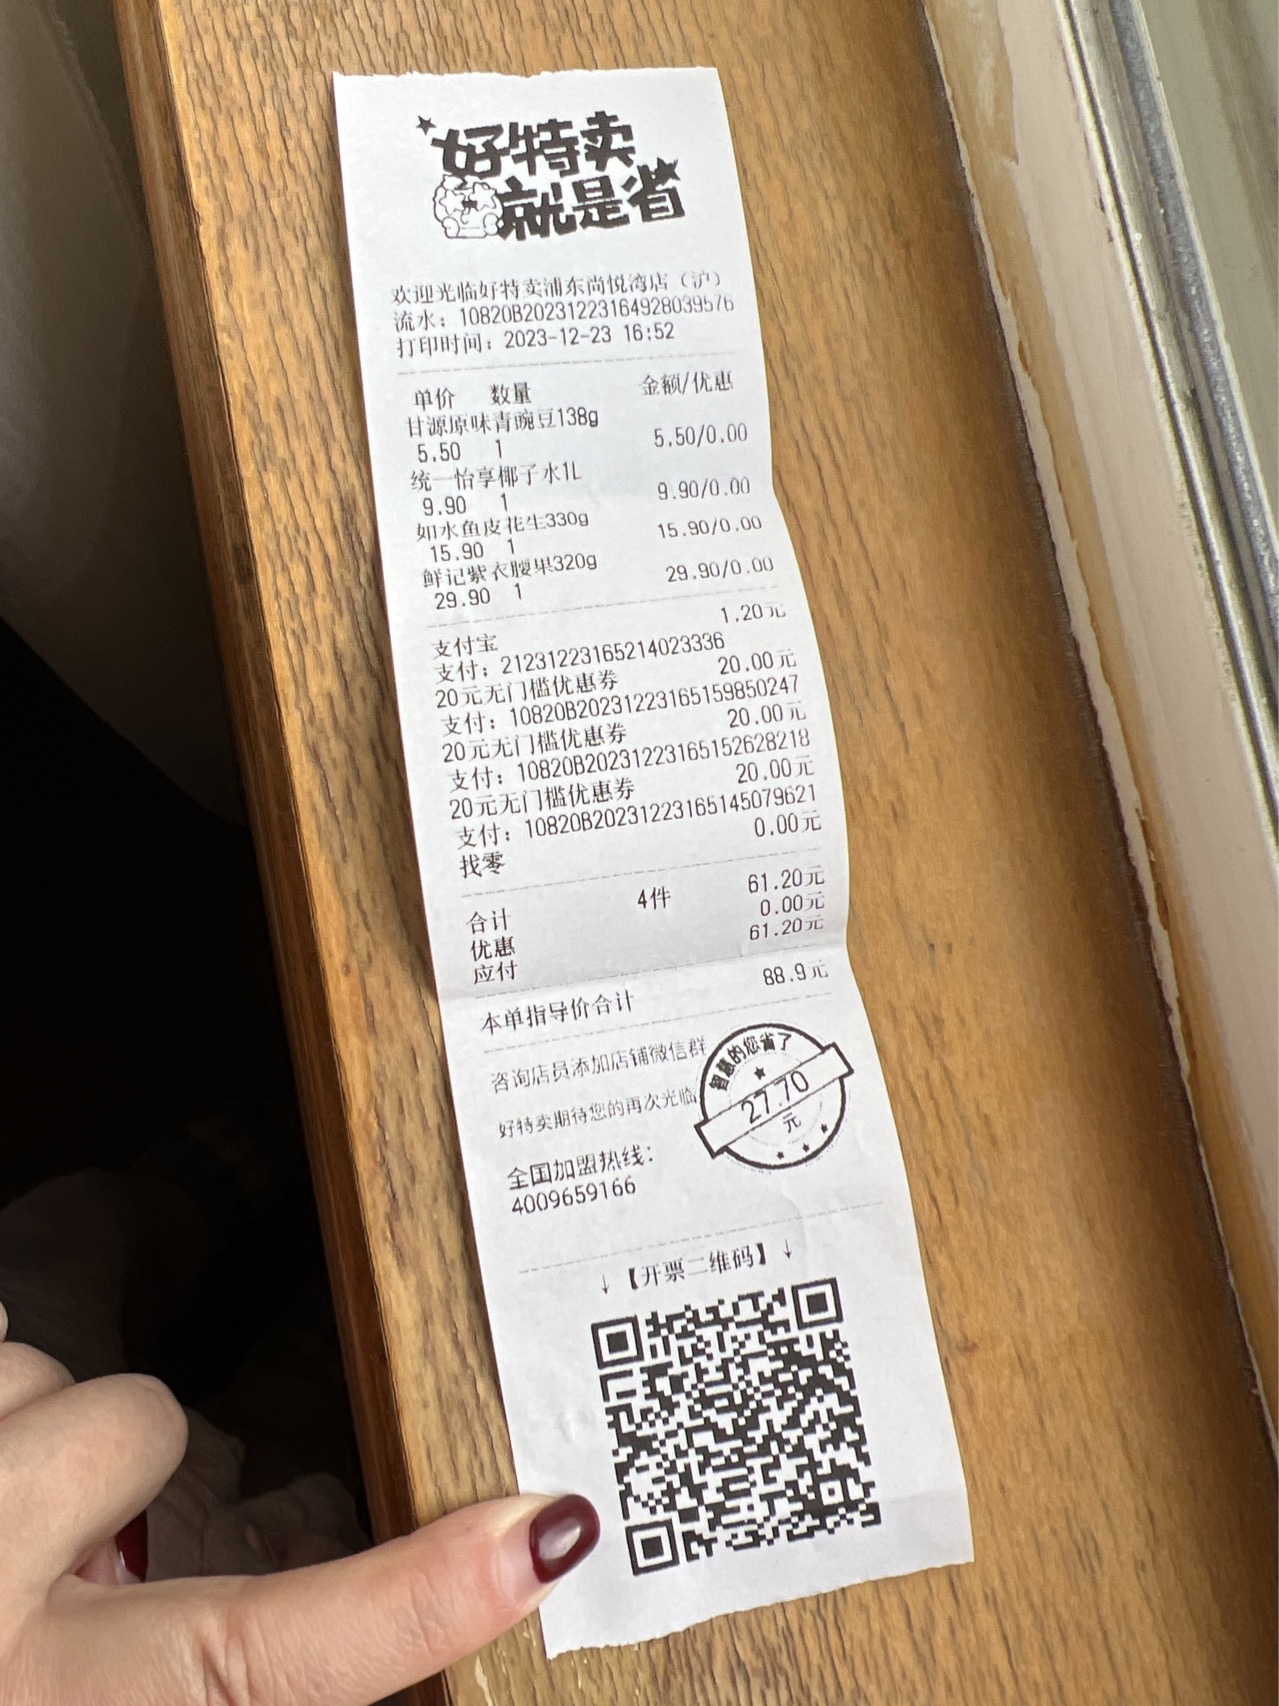 好特卖
就是省
欢迎光临好特卖浦东尚悦湾店（沪）
流水：10820B2023122316492803957b
打印时间：2023-12-23 16:52
单价 数量 金额/优惠
甘源原味青豌豆138g
5.50 1 5.50/0.00
统一怡享椰子水1L
9.90 1 9.90/0.00
如水鱼皮花生330g
15.90 1 15.90/0.00
鲜记紫衣腰果320g
29.90 1 29.90/0.00
支付宝 1.20元
支付：212312223165214023336
20元无门槛优惠券 20.00元
支付：10820B202312223165159850247
20元无门槛优惠券 20.00元
支付：10820B202312223165152628218
20元无门槛优惠券 20.00元
支付：10820B202312223165145079621
找零 0.00元
合计 4件 61.20元
优惠 0.00元
应付 61.20元
本单指导价合计 88.9元
咨询店员添加店铺微信群
好特卖期待您的再次光临
智慧的您省了
27.70
元
全国加盟热线：
4009659166
↓【开票二维码】↓